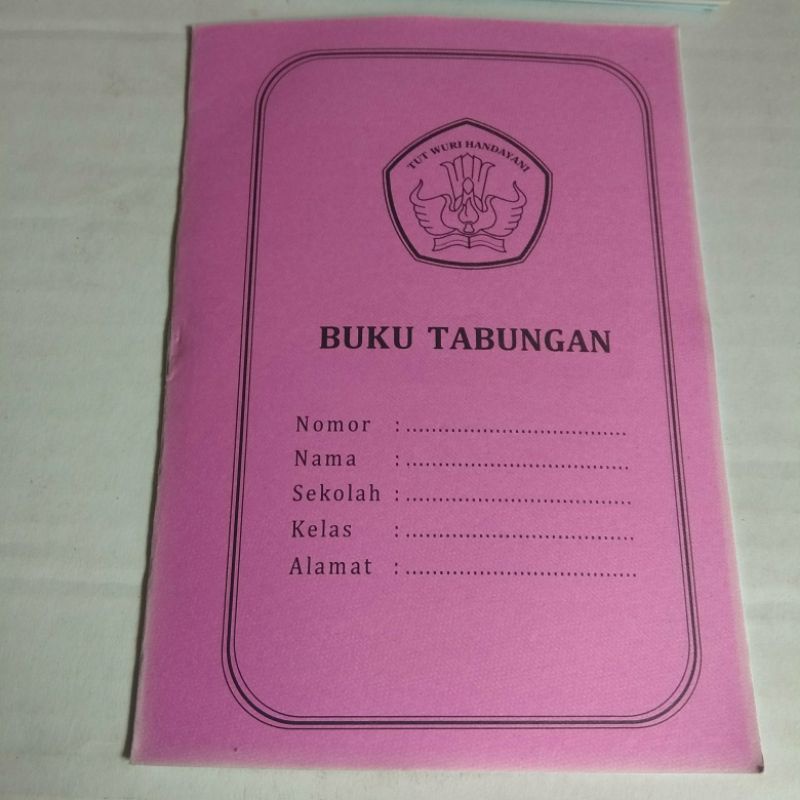 TUT WURI HANDAYANI
BUKU TABUNGAN
Nomor : ..................................
Nama : ..................................
Sekolah : ..................................
Kelas : ..................................
Alamat : ..................................